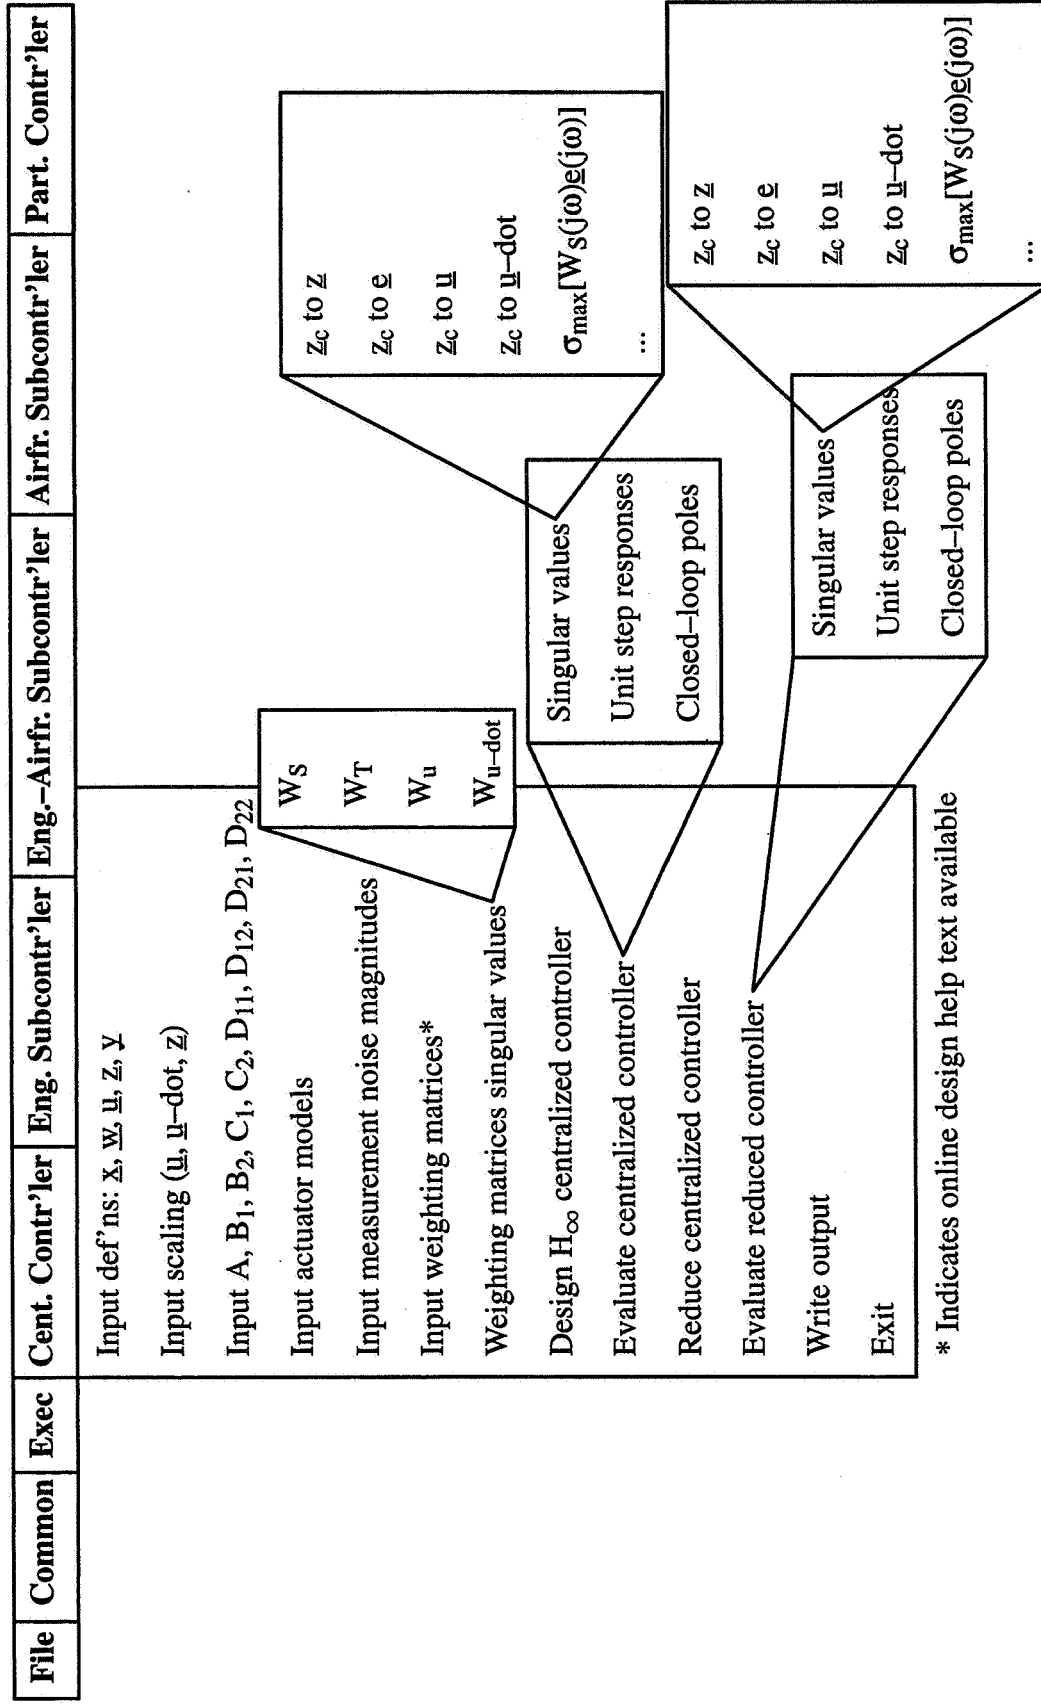 File Common Exec Cent. Contr'ler Eng. Subcontr'ler Eng.–Airfr. Subcontr'ler Airfr. Subcontr'ler Part. Contr'ler
Input def'ns: x, w, u, z, y
Input scaling (u, u–dot, z)
Input A, B1, B2, C1, C2, D11, D12, D21, D22
Input actuator models
Input measurement noise magnitudes
Input weighting matrices*
Weighting matrices singular values
Design H∞ centralized controller
Evaluate centralized controller
Reduce centralized controller
Evaluate reduced controller
Write output
Exit
* Indicates online design help text available
WS
WT
Wu
Wu–dot
Singular values
Unit step responses
Closed–loop poles
zc to z
zc to e
zc to u
zc to u–dot
σmax[WS(jω)e(jω)]
...
Singular values
Unit step responses
Closed–loop poles
zc to z
zc to e
zc to u
zc to u–dot
σmax[WS(jω)e(jω)]
...